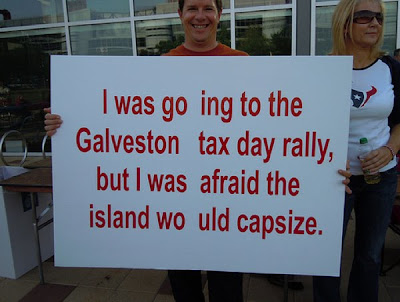 I was go ing to the
Galveston tax day rally,
but I was afraid the
island wo uld capsize.